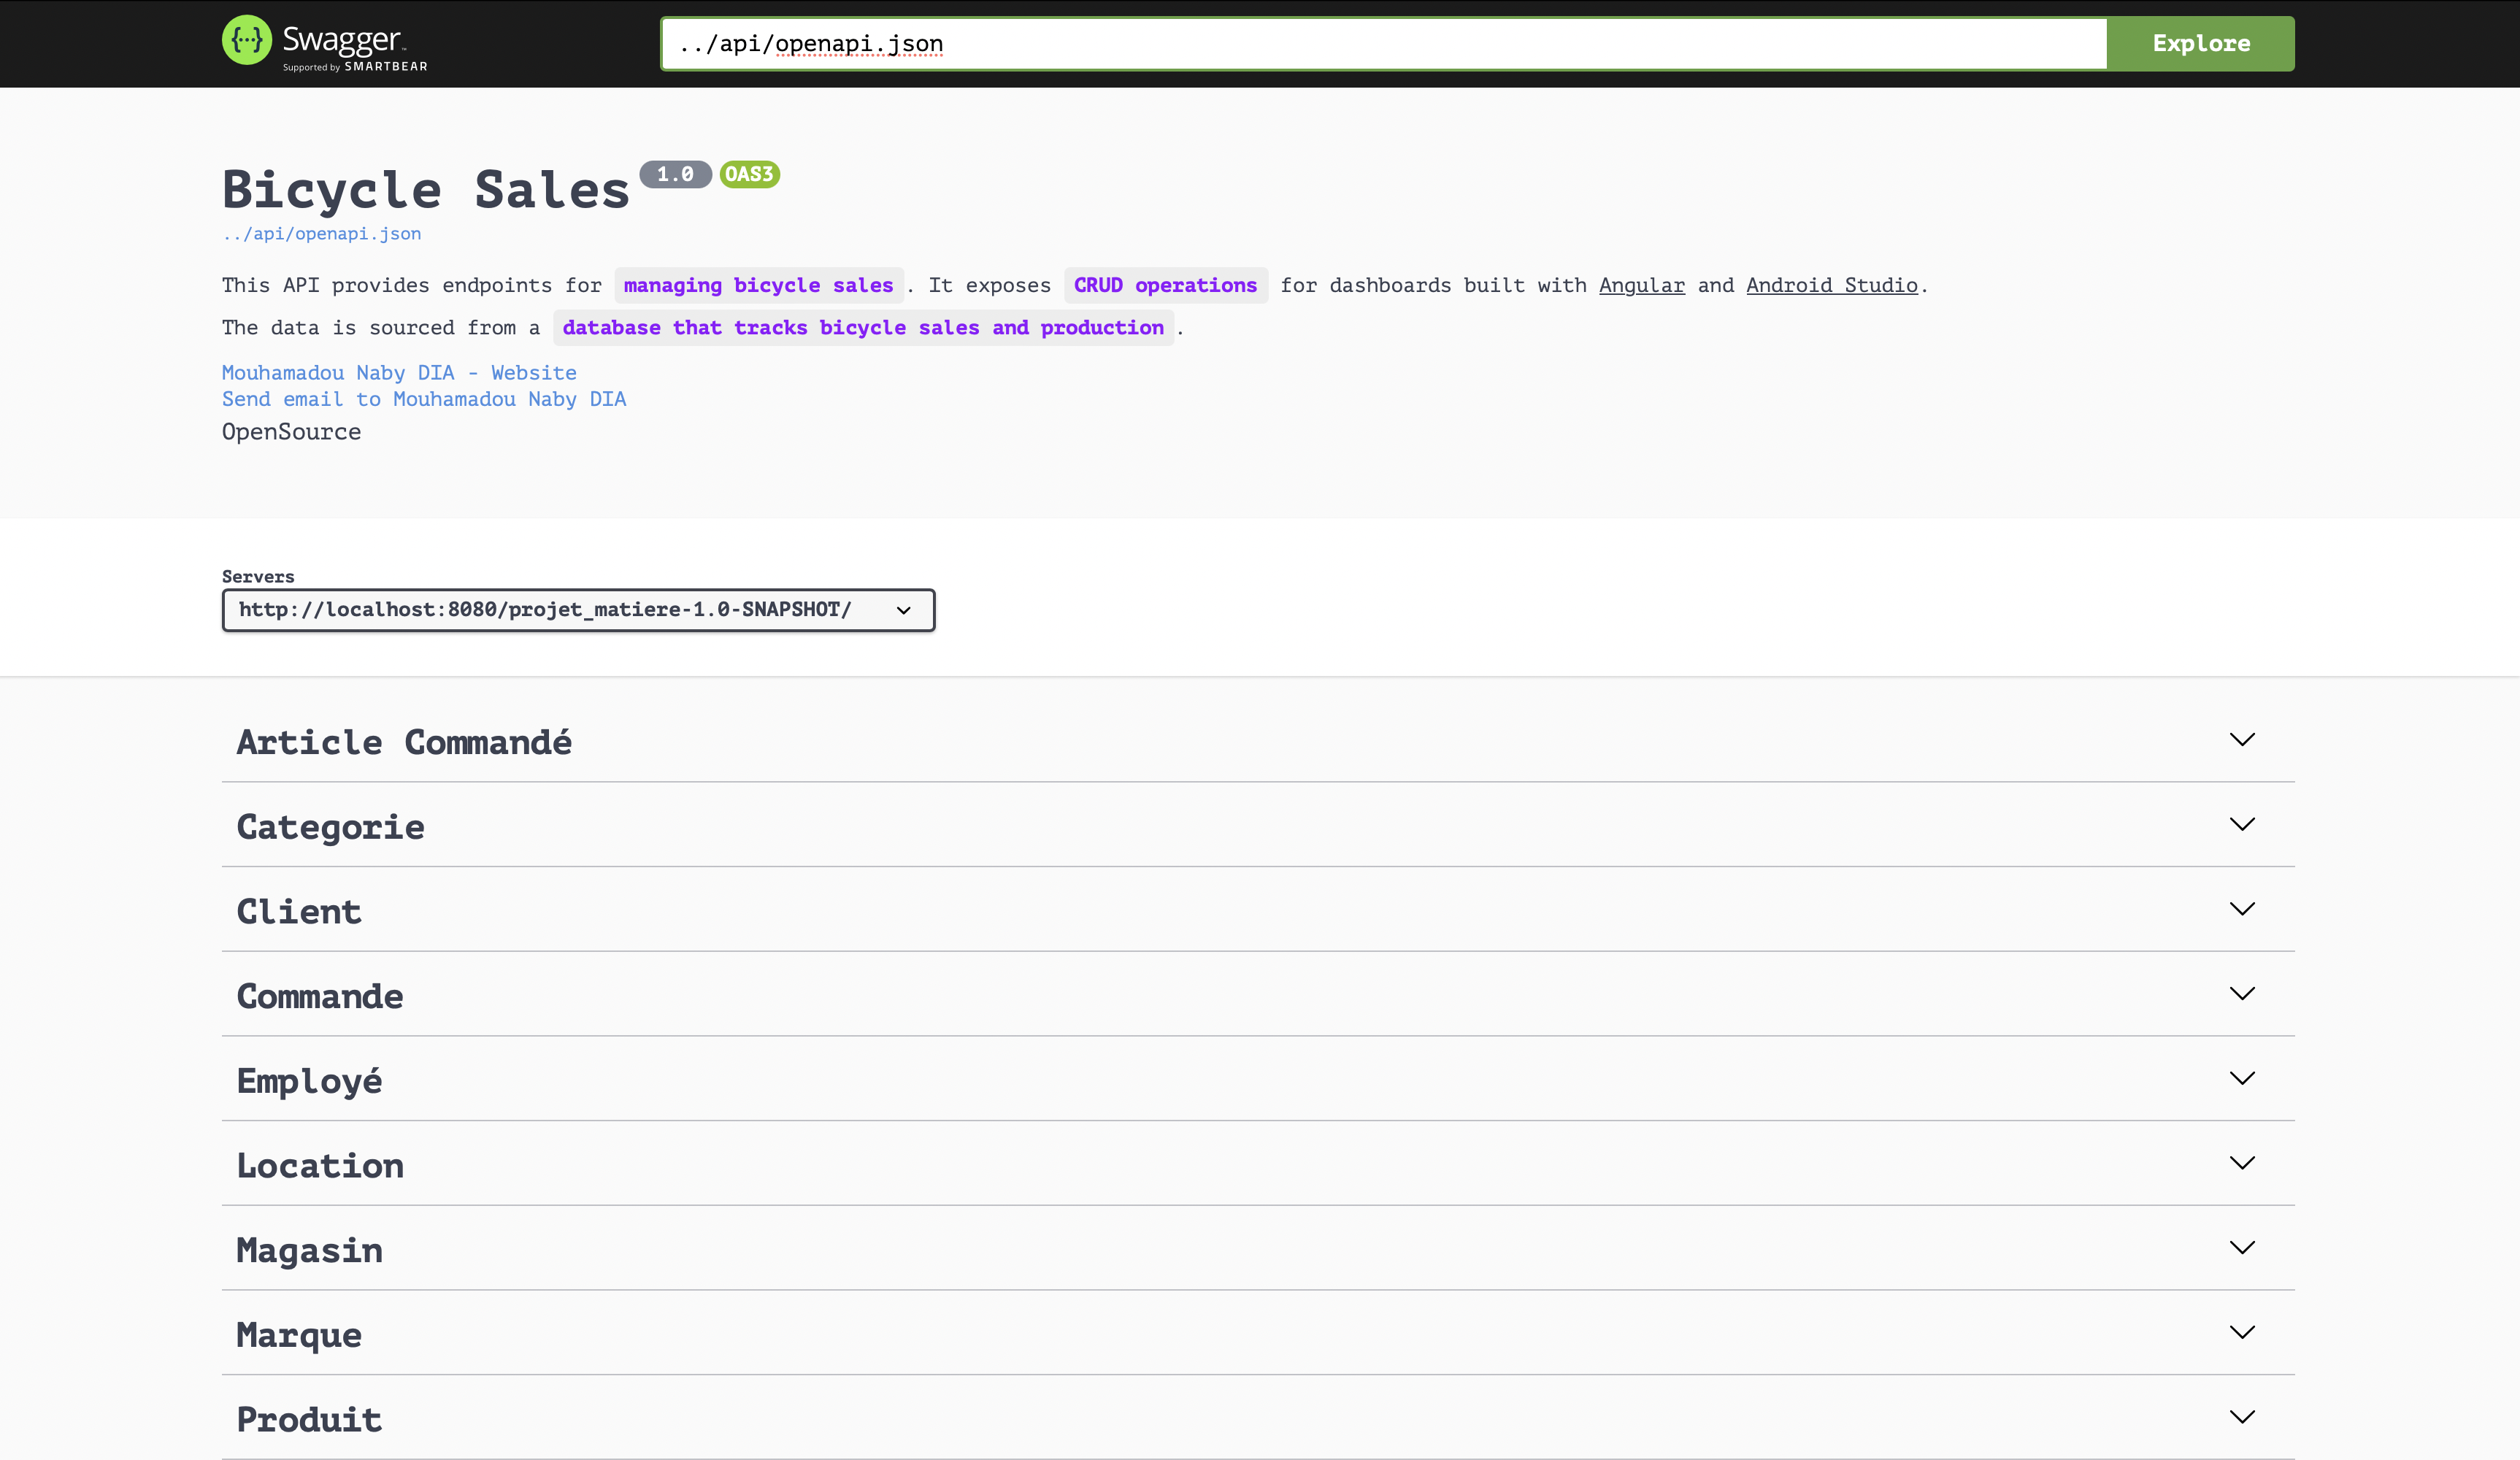 Swagger
Supported by SMARTBEAR
../api/openapi.json
Explore
Bicycle Sales 1.0 OAS3
../api/openapi.json
This API provides endpoints for managing bicycle sales. It exposes CRUD operations for dashboards built with Angular and Android Studio.
The data is sourced from a database that tracks bicycle sales and production.
Mouhamadou Naby DIA - Website
Send email to Mouhamadou Naby DIA
OpenSource
Servers
http://localhost:8080/projet_matiere-1.0-SNAPSHOT/
Article Commandé
Categorie
Client
Commande
Employé
Location
Magasin
Marque
Produit